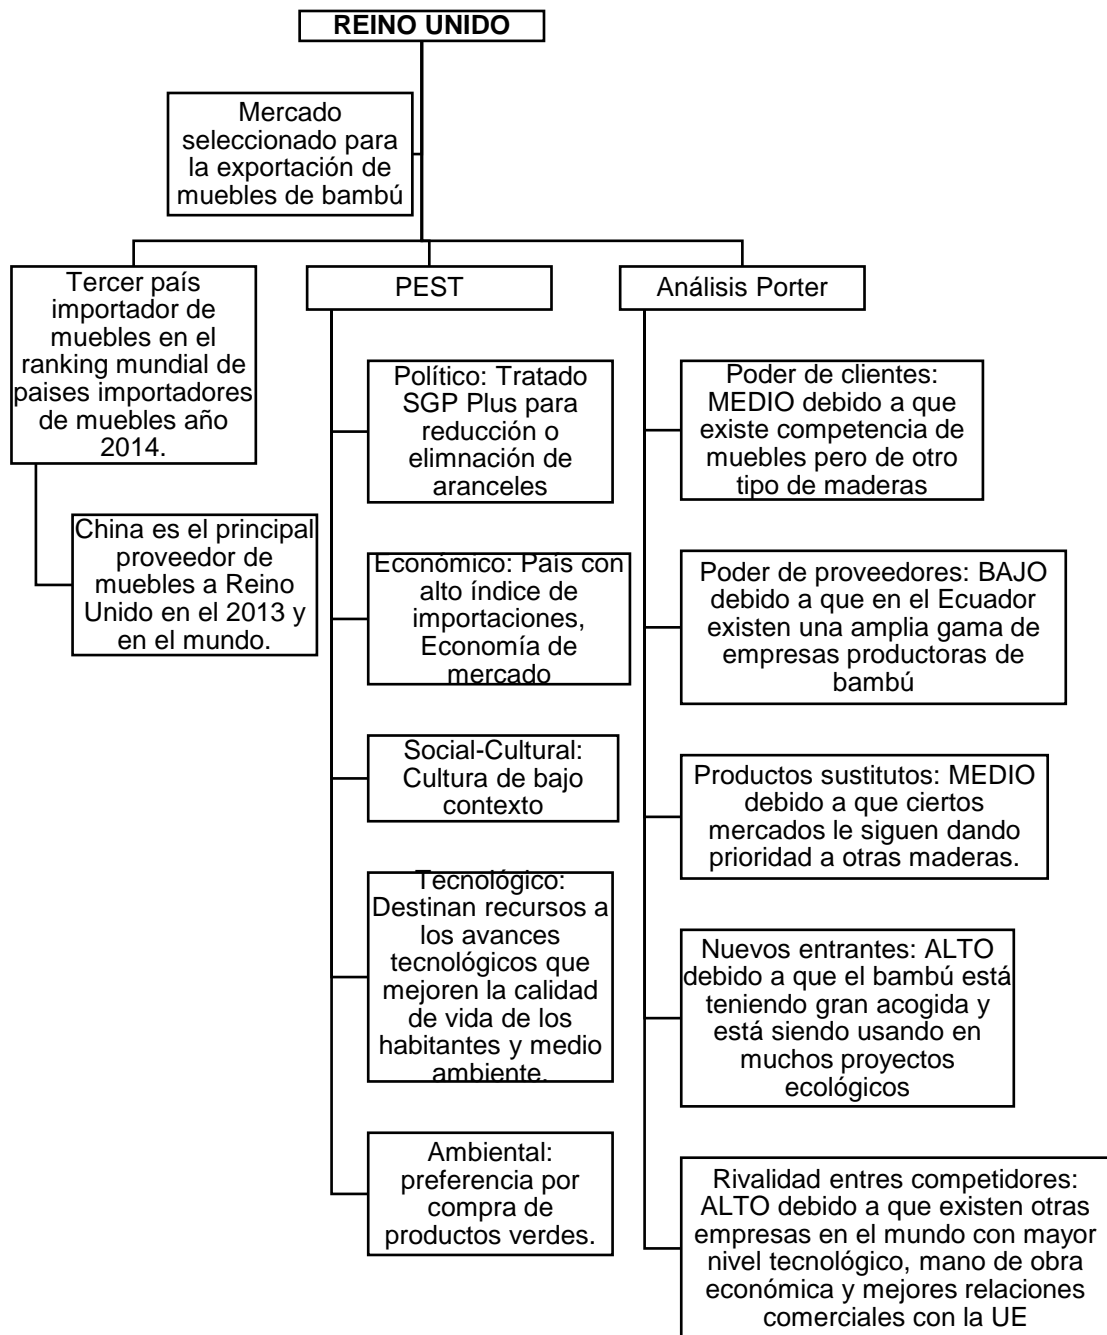 REINO UNIDO
Mercado
seleccionado para
la exportación de
muebles de bambú
Tercer país
importador de
muebles en el
ranking mundial de
paises importadores
de muebles año
2014.
China es el principal
proveedor de
muebles a Reino
Unido en el 2013 y
en el mundo.
PEST
Político: Tratado
SGP Plus para
reducción o
elimnación de
aranceles
Económico: País con
alto índice de
importaciones,
Economía de
mercado
Social-Cultural:
Cultura de bajo
contexto
Tecnológico:
Destinan recursos a
los avances
tecnológicos que
mejoren la calidad
de vida de los
habitantes y medio
ambiente.
Ambiental:
preferencia por
compra de
productos verdes.
Análisis Porter
Poder de clientes:
MEDIO debido a que
existe competencia de
muebles pero de otro
tipo de maderas
Poder de proveedores: BAJO
debido a que en el Ecuador
existen una amplia gama de
empresas productoras de
bambú
Productos sustitutos: MEDIO
debido a que ciertos
mercados le siguen dando
prioridad a otras maderas.
Nuevos entrantes: ALTO
debido a que el bambú está
teniendo gran acogida y
está siendo usando en
muchos proyectos
ecológicos
Rivalidad entres competidores:
ALTO debido a que existen otras
empresas en el mundo con mayor
nivel tecnológico, mano de obra
económica y mejores relaciones
comerciales con la UE